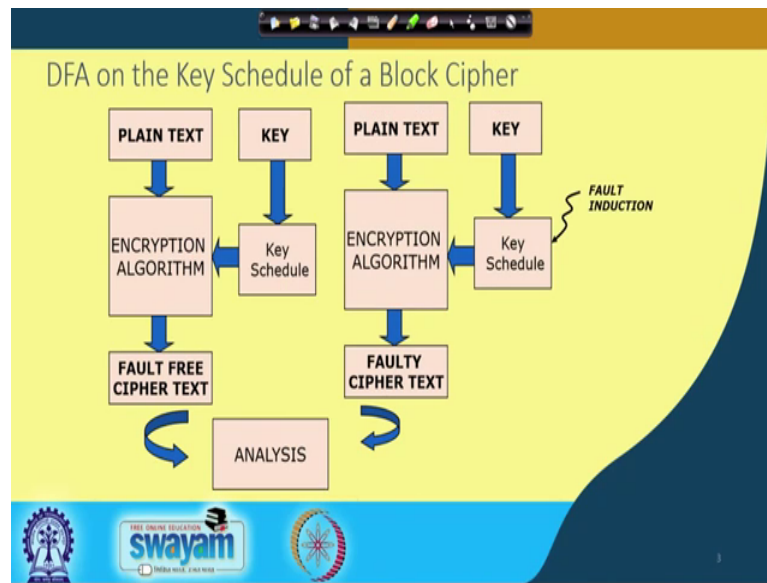 DFA on the Key Schedule of a Block Cipher
PLAIN TEXT
KEY
ENCRYPTION
ALGORITHM
Key
Schedule
FAULT FREE
CIPHER TEXT
PLAIN TEXT
KEY
ENCRYPTION
ALGORITHM
Key
Schedule
FAULT
INDUCTION
FAULTY
CIPHER TEXT
ANALYSIS
FREE ONLINE EDUCATION
swayam
3